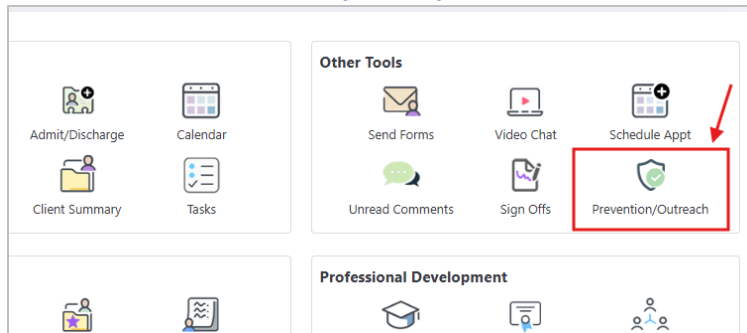 Other Tools
Admit/Discharge
Calendar
Send Forms
Video Chat
Schedule Appt
Client Summary
Tasks
Unread Comments
Sign Offs
Prevention/Outreach
Professional Development